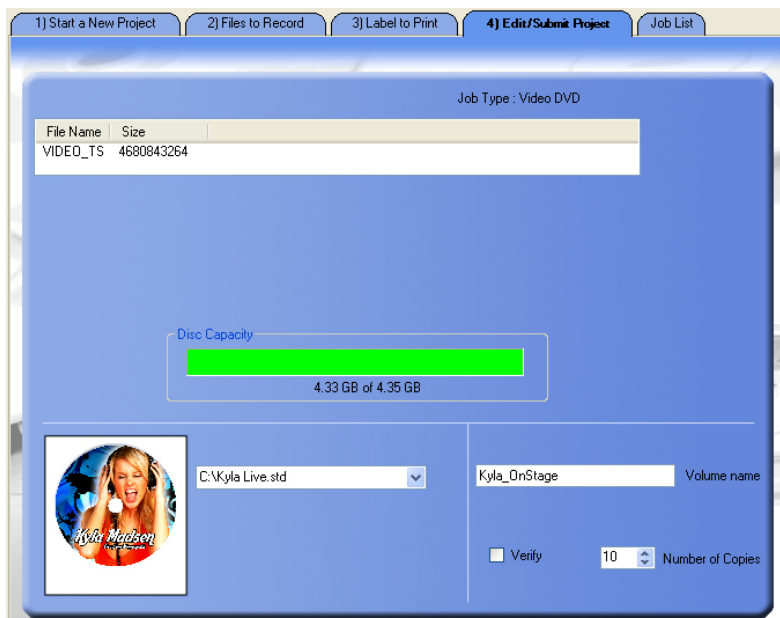 1) Start a New Project 2) Files to Record 3) Label to Print 4) Edit/Submit Project Job List
Job Type : Video DVD
File Name Size
VIDEO_TS 4680843264
Disc Capacity
4.33 GB of 4.35 GB
C:\Kyla Live.std
Kyla_OnStage Volume name
Kyla Madsen
Verify 10 Number of Copies